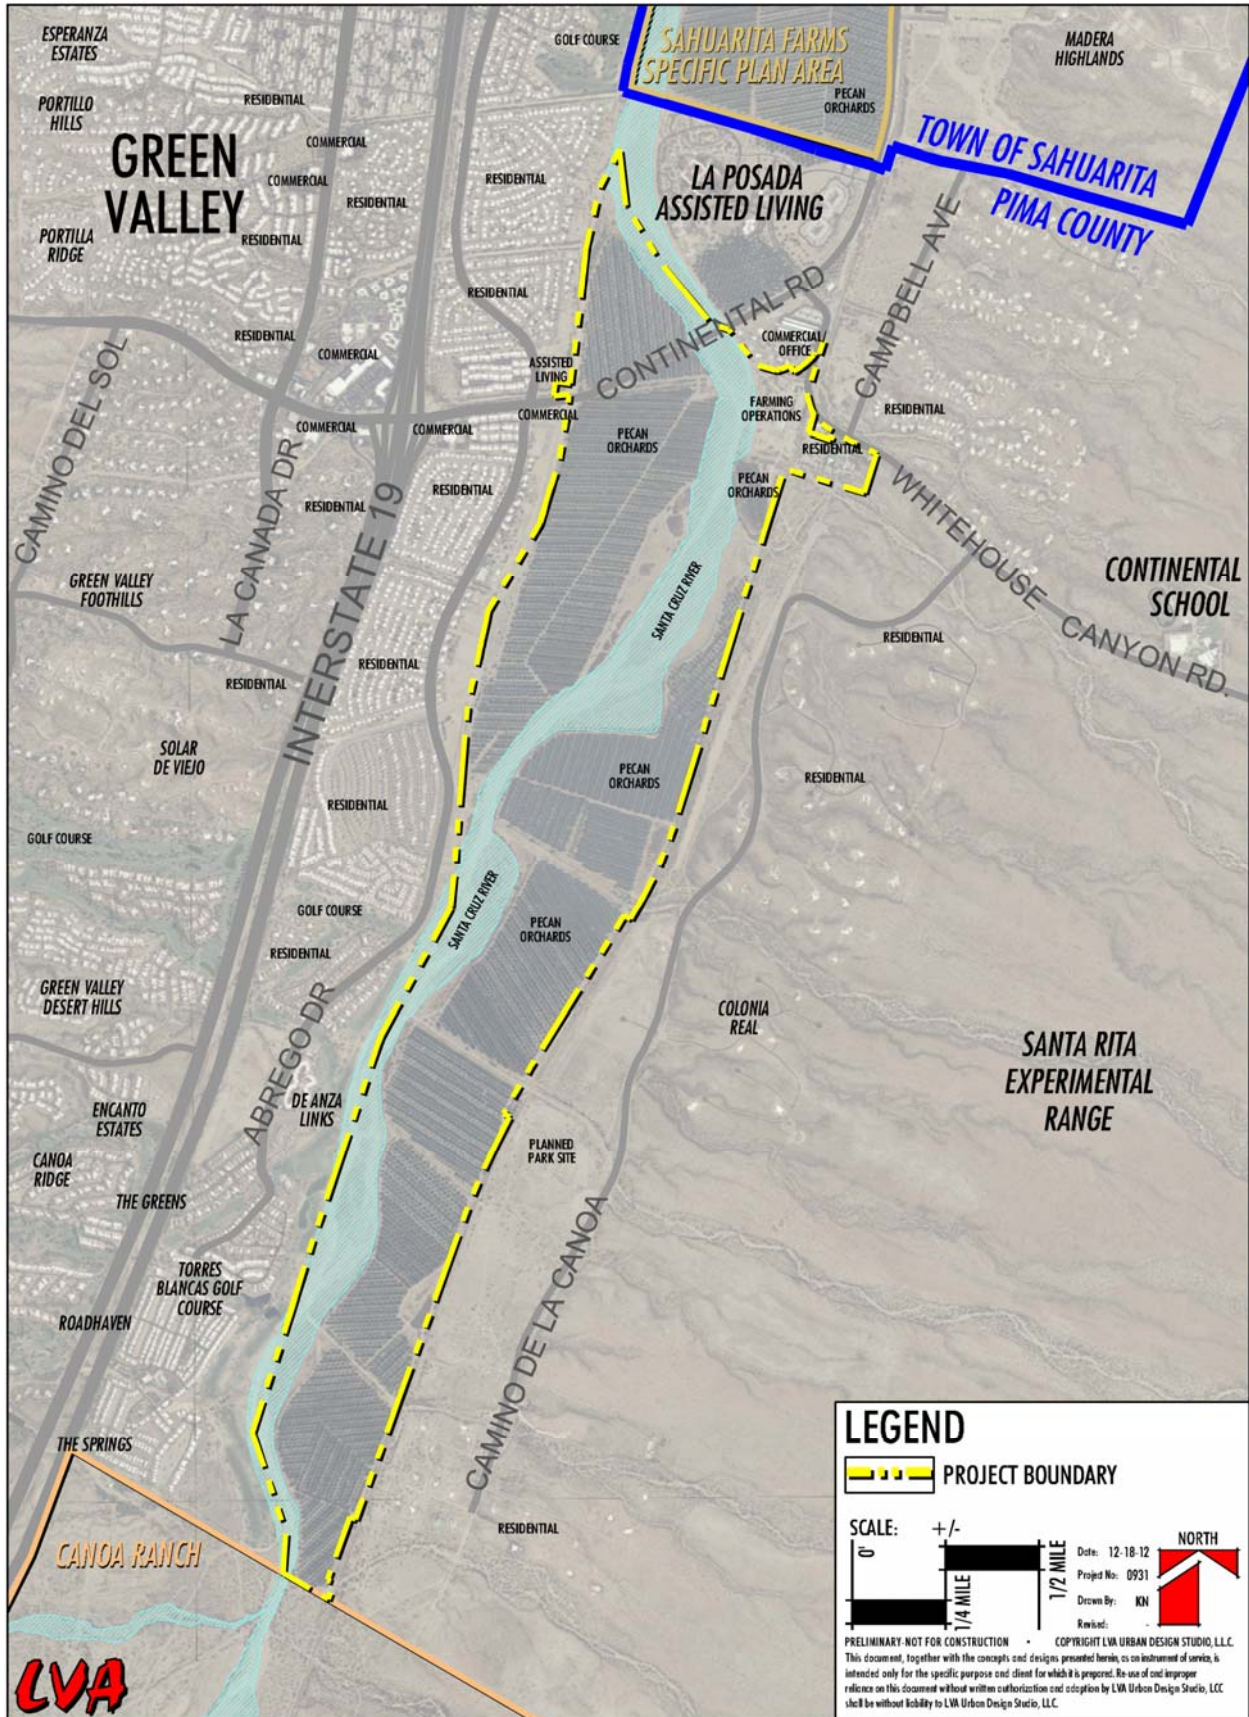 ESPERANZA
ESTATES
GOLF COURSE
SAHUARITA FARMS
SPECIFIC PLAN AREA
MADERA
HIGHLANDS
PORTILLO
HILLS
RESIDENTIAL
PECAN
ORCHARDS
GREEN
VALLEY
COMMERCIAL
COMMERCIAL
RESIDENTIAL
RESIDENTIAL
LA POSADA
ASSISTED LIVING
TOWN OF SAHUARITA
PIMA COUNTY
PORTILLA
RIDGE
RESIDENTIAL
RESIDENTIAL
CONTINENTAL RD
CAMPBELL AVE
CAMINO DEL SOL
RESIDENTIAL
COMMERCIAL
ASSISTED
LIVING
COMMERCIAL
OFFICE
COMMERCIAL
FARMING
OPERATIONS
RESIDENTIAL
COMMERCIAL
COMMERCIAL
PECAN
ORCHARDS
RESIDENTIAL
LA CANADA DR
INTERSTATE 19
RESIDENTIAL
RESIDENTIAL
PECAN
ORCHARDS
WHITEHOUSE CANYON RD.
CONTINENTAL
SCHOOL
GREEN VALLEY
FOOTHILLS
SANTA CRUZ RIVER
RESIDENTIAL
RESIDENTIAL
RESIDENTIAL
SOLAR
DE VIEJO
PECAN
ORCHARDS
RESIDENTIAL
RESIDENTIAL
GOLF COURSE
GOLF COURSE
SANTA CRUZ RIVER
PECAN
ORCHARDS
RESIDENTIAL
GREEN VALLEY
DESERT HILLS
ABREGO DR
COLONIA
REAL
SANTA RITA
EXPERIMENTAL
RANGE
DE ANZA
LINKS
ENCANTO
ESTATES
CANOA
RIDGE
PLANNED
PARK SITE
THE GREENS
CAMINO DE LA CANOA
TORRES
BLANCAS GOLF
COURSE
ROADHAVEN
THE SPRINGS
RESIDENTIAL
CANOA RANCH
LVA
LEGEND
PROJECT BOUNDARY
SCALE: +/-
0'
1/4 MILE
1/2 MILE
Date: 12-18-12
Project No: 0931
Drawn By: KN
Revised: -
NORTH
PRELIMINARY-NOT FOR CONSTRUCTION • COPYRIGHT LVA URBAN DESIGN STUDIO, L.L.C.
This document, together with the concepts and designs presented herein, as an instrument of service, is
intended only for the specific purpose and client for which it is prepared. Re-use of and improper
reliance on this document without written authorization and adaption by LVA Urban Design Studio, LCC
shall be without liability to LVA Urban Design Studio, LLC.